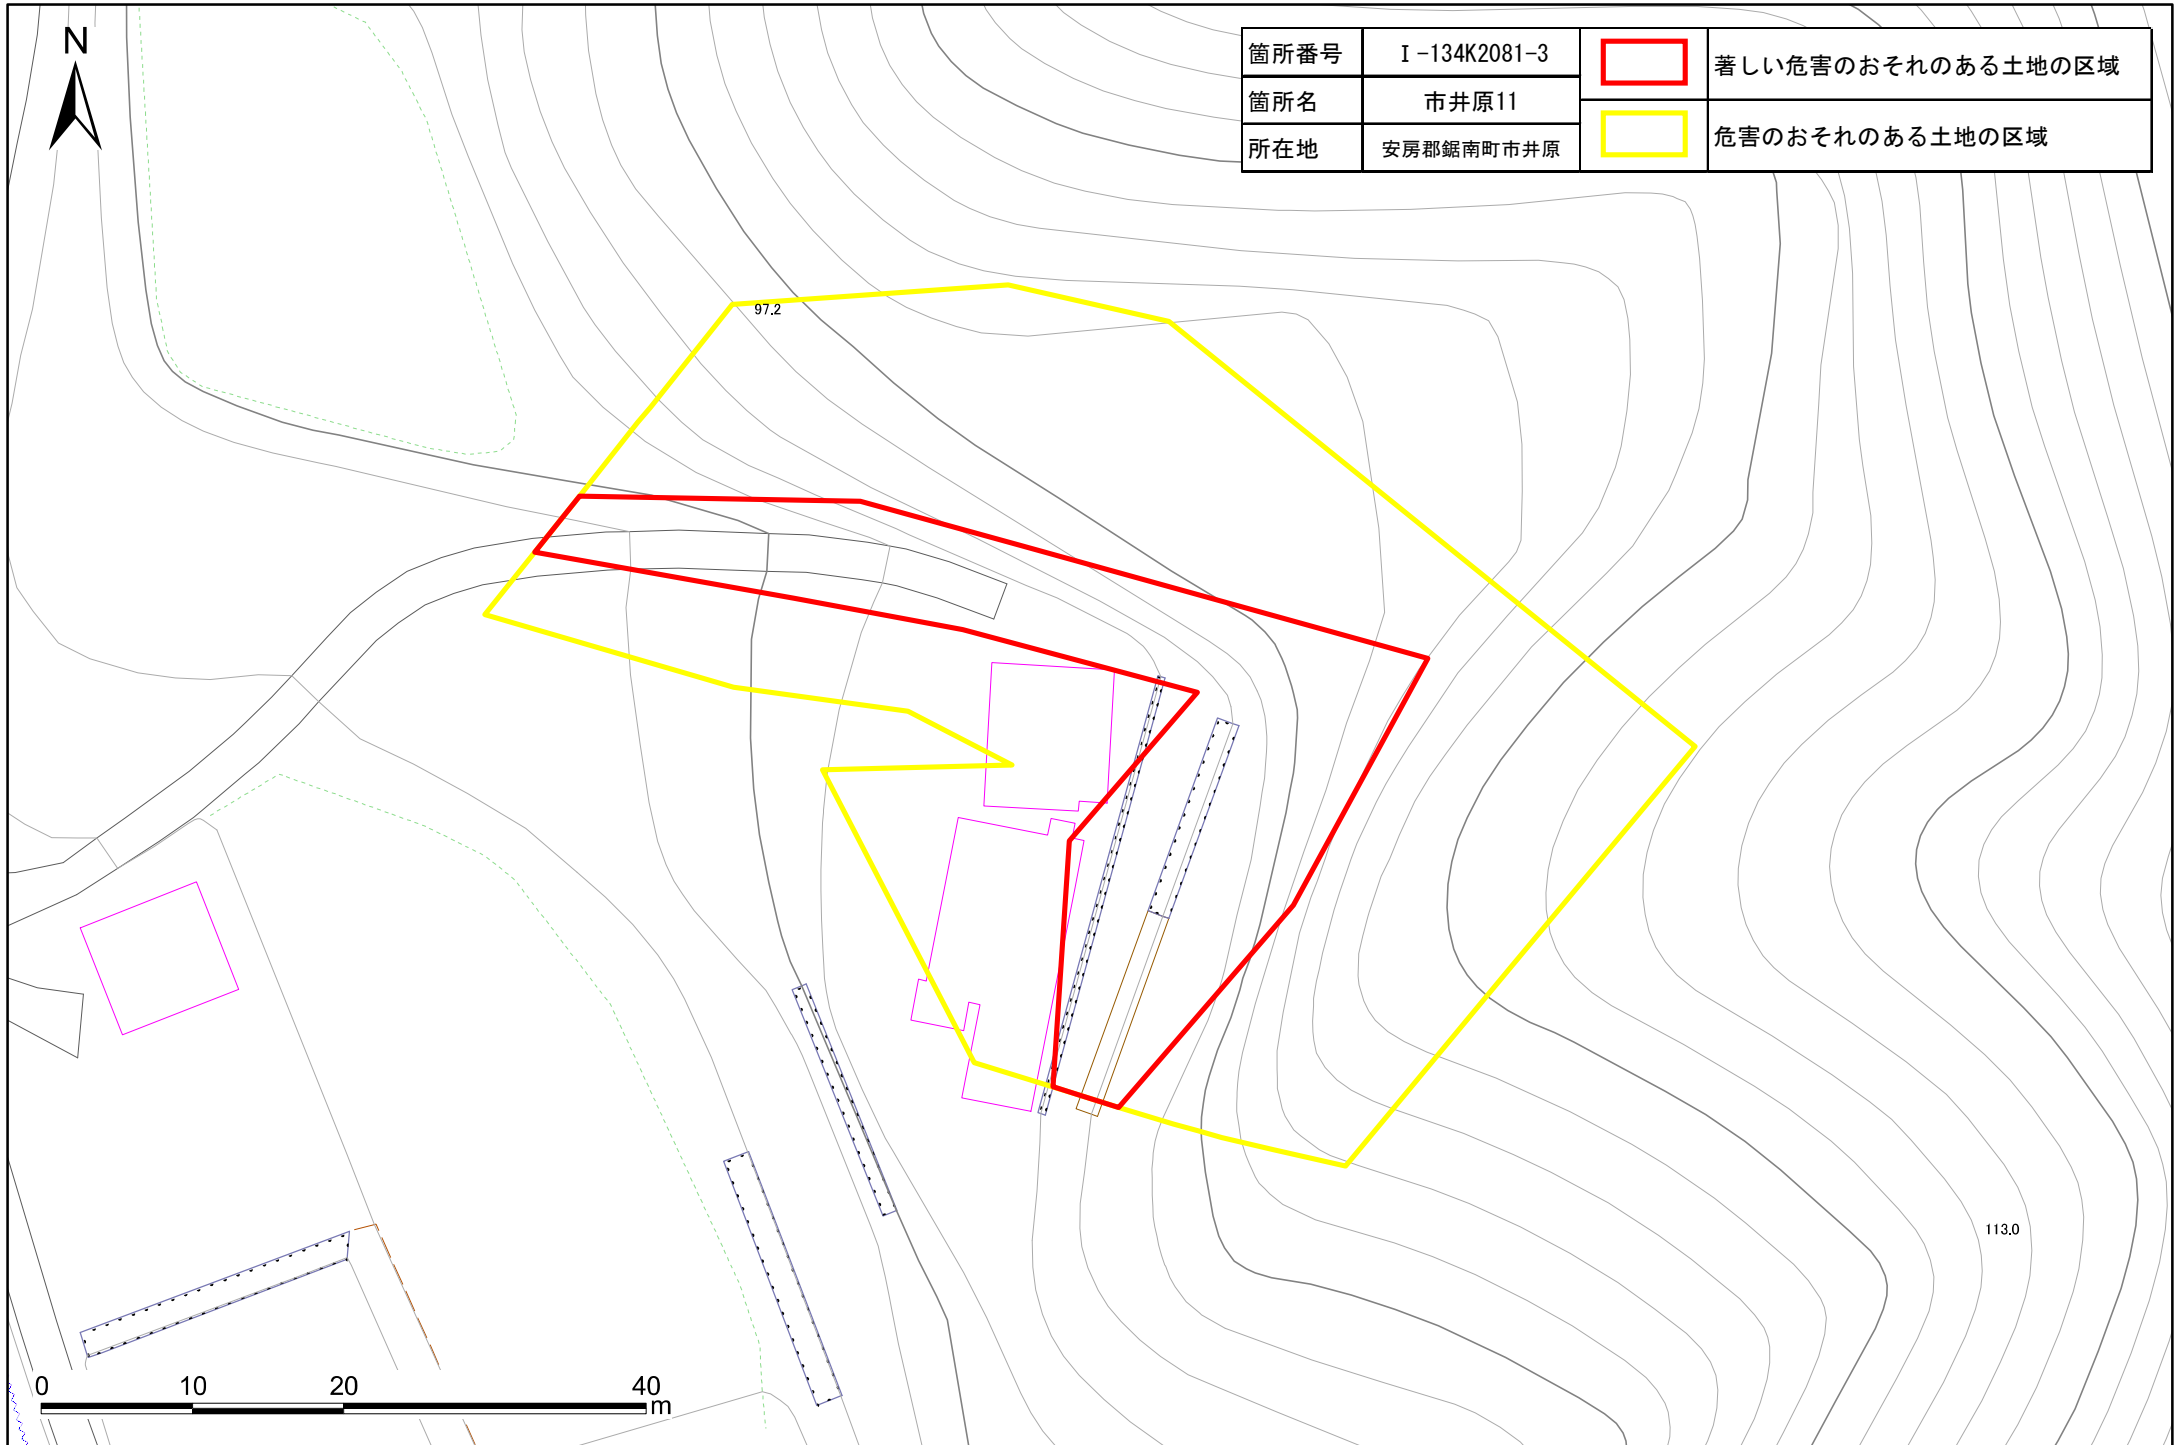 N
箇所番号 Ⅰ-134K2081-3 著しい危害のおそれのある土地の区域
箇所名 市井原11
危害のおそれのある土地の区域
所在地 安房郡鋸南町市井原
97.2
113.0
0 10 20 40
m